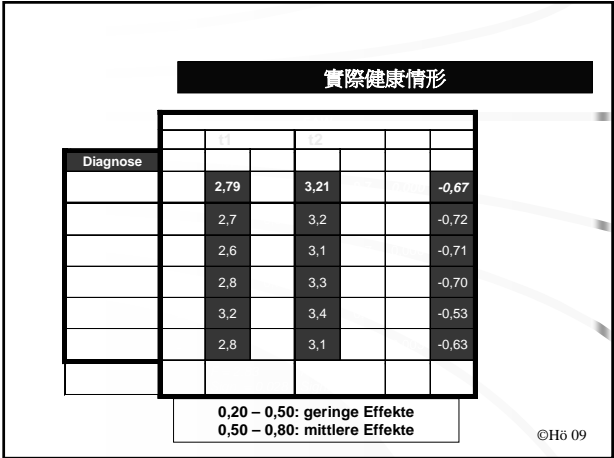 實際健康情形
t1 t2
Diagnose
2,79 3,21 -0,67
2,7 3,2 -0,72
2,6 3,1 -0,71
2,8 3,3 -0,70
3,2 3,4 -0,53
2,8 3,1 -0,63
0,20 – 0,50: geringe Effekte
0,50 – 0,80: mittlere Effekte
©Hö 09